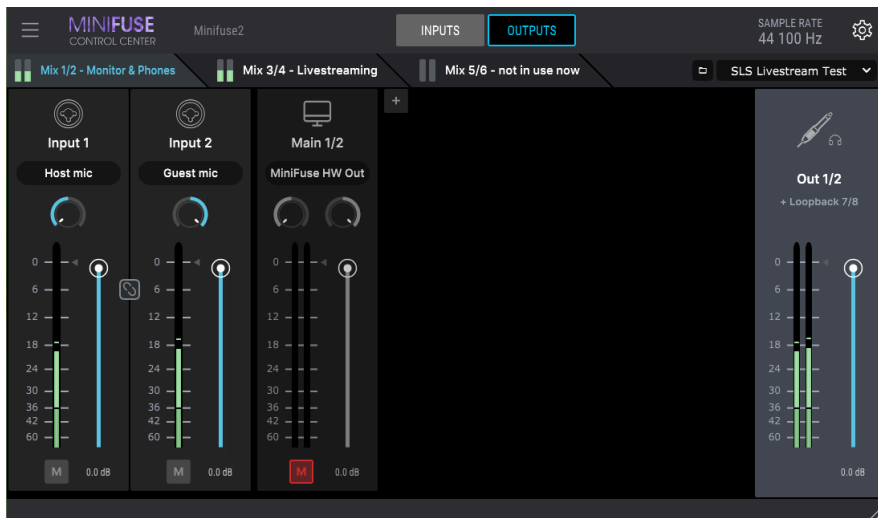 MINIFUSE
CONTROL CENTER
Minifuse2
INPUTS
OUTPUTS
SAMPLE RATE
44 100 Hz
Mix 1/2 - Monitor & Phones
Mix 3/4 - Livestreaming
Mix 5/6 - not in use now
SLS Livestream Test
+
Input 1
Host mic
0
6
12
18
24
30
36
42
60
M
0.0 dB
Input 2
Guest mic
0
6
12
18
24
30
36
42
60
M
0.0 dB
Main 1/2
MiniFuse HW Out
0
6
12
18
24
30
36
42
60
M
0.0 dB
Out 1/2
+ Loopback 7/8
0
6
12
18
24
30
36
42
60
0.0 dB